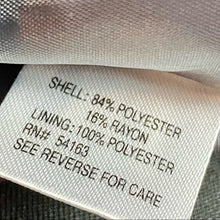 SHELL: 84% POLYESTER
16% RAYON
LINING: 100% POLYESTER
RN# 54163
SEE REVERSE FOR CARE